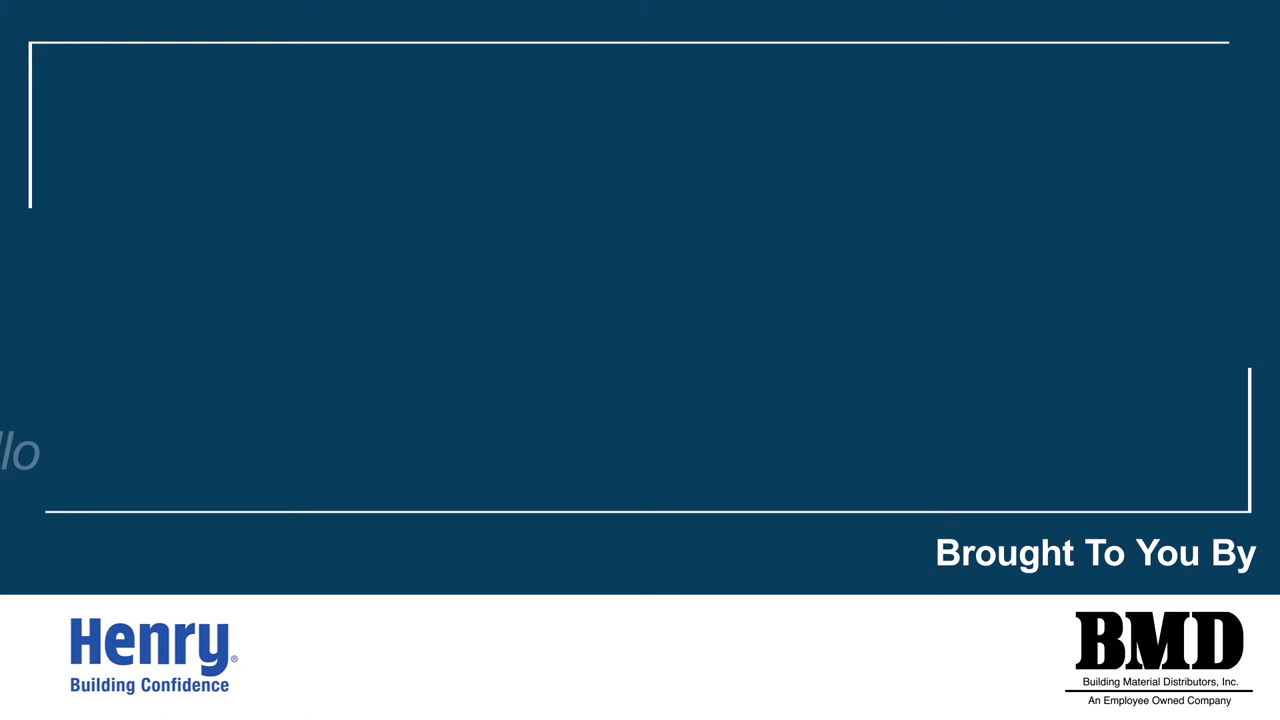 Brought To You By
Henry®
Building Confidence
BMD
Building Material Distributors, Inc.
An Employee Owned Company